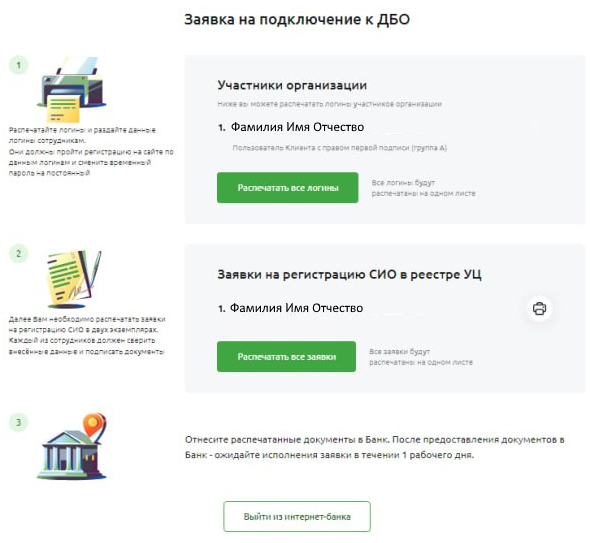 Заявка на подключение к ДБО
1
Распечатайте логины и раздайте данные
логины сотрудникам.
Они должны пройти регистрацию на сайте по
данным логинам и сменить временный
пароль на постоянный
Участники организации
Ниже вы можете распечатать логины участников организации
1. Фамилия Имя Отчество
Пользователь Клиента с правом первой подписи (группа А)
Распечатать все логины
Все логины будут
распечатаны на одном листе
2
Далее Вам необходимо распечатать заявки
на регистрацию СИО в двух экземплярах.
Каждый из сотрудников должен сверить
внесённые данные и подписать документы
Заявки на регистрацию СИО в реестре УЦ
1. Фамилия Имя Отчество
Распечатать все заявки
Все заявки будут
распечатаны на одном листе
3
Отнесите распечатанные документы в Банк. После предоставления документов в
Банк - ожидайте исполнения заявки в течении 1 рабочего дня.
Выйти из интернет-банка